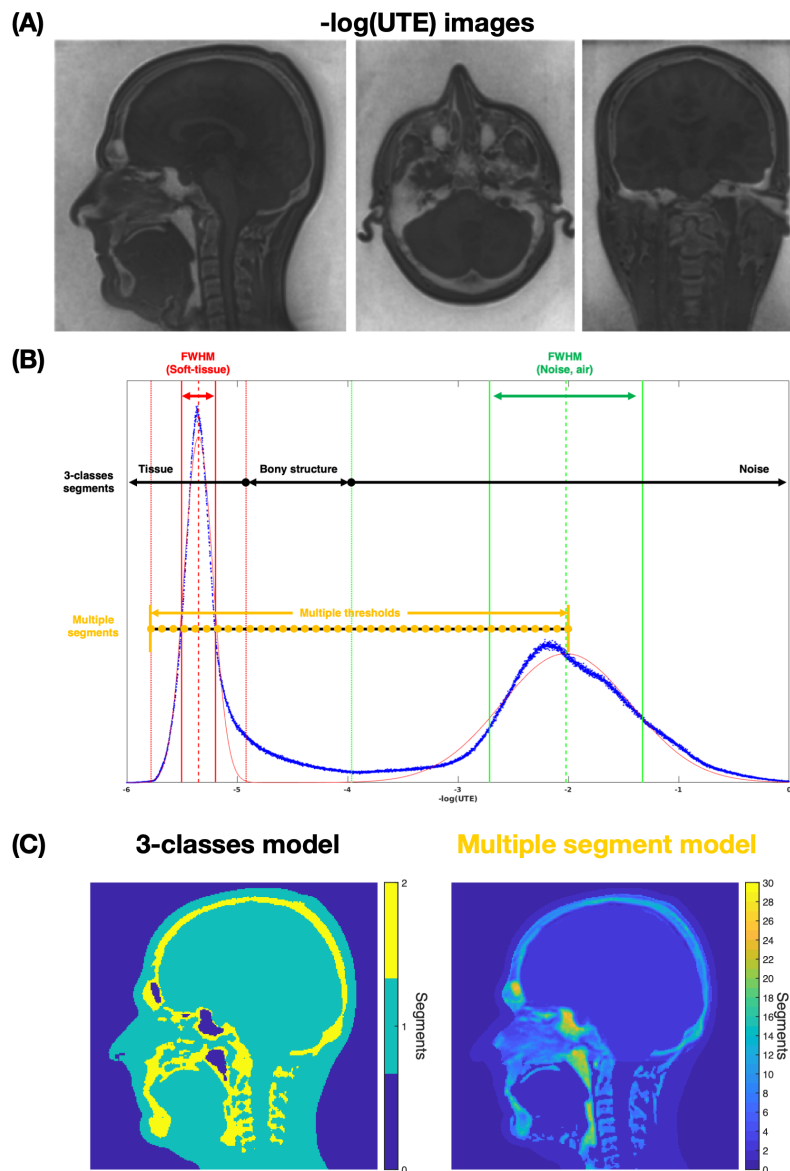 (A)
-log(UTE) images
(B)
FWHM
(Soft-tissue)
FWHM
(Noise, air)
3-classes
segments
Tissue
Bony structure
Noise
Multiple
segments
Multiple thresholds
-6
-5
-4
-3
-2
-1
0
-log(UTE)
(C)
3-classes model
Multiple segment model
2
1
0
Segments
30
28
26
24
22
20
18
16
14
12
10
8
6
4
2
0
Segments